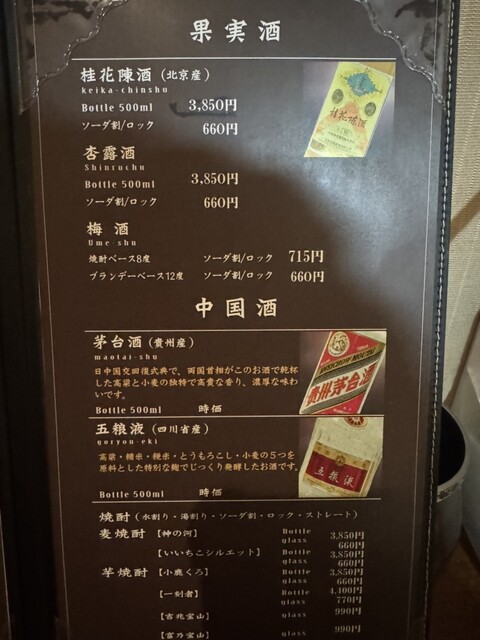 果実酒
桂花陳酒（北京産）
keika-chinshu
Bottle 500ml 3,850円
ソーダ割/ロック 660円
桂花陳酒
杏露酒
Shinruchu
Bottle 500ml 3,850円
ソーダ割/ロック 660円
梅酒
Ume-shu
焼酎ベース8度 ソーダ割/ロック 715円
ブランデーベース12度 ソーダ割/ロック 660円
中国酒
茅台酒（貴州産）
maotai-shu
日中国交回復式典で、両国首相がこのお酒で乾杯
した高粱と小麦の独特で高貴な香り、濃厚な味わ
いです。
Bottle 500ml 時価
KWEICHOW MOUTAI
貴州茅台酒
五粮液（四川省産）
goryou-eki
高粱・糯米・粳米・とうもろこし・小麦の５つを
原料とした特別な麹でじっくり発酵したお酒です。
Bottle 500ml 時価
五粮液
焼酎（水割り・湯割り・ソーダ割・ロック・ストレート）
麦焼酎【神の河】 Bottle 3,850円
glass 660円
【いいちこシルエット】 Bottle 3,850円
glass 660円
芋焼酎【小鹿くろ】 Bottle 3,850円
glass 660円
【一刻者】 Bottle 4,400円
glass 770円
【吉兆宝山】 glass 990円
【富乃宝山】 glass 990円